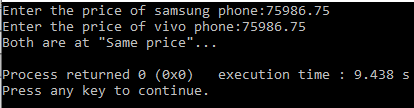 Enter the price of samsung phone:75986.75
Enter the price of vivo phone:75986.75
Both are at "Same price"...
Process returned 0 (0x0)   execution time : 9.438 s
Press any key to continue.